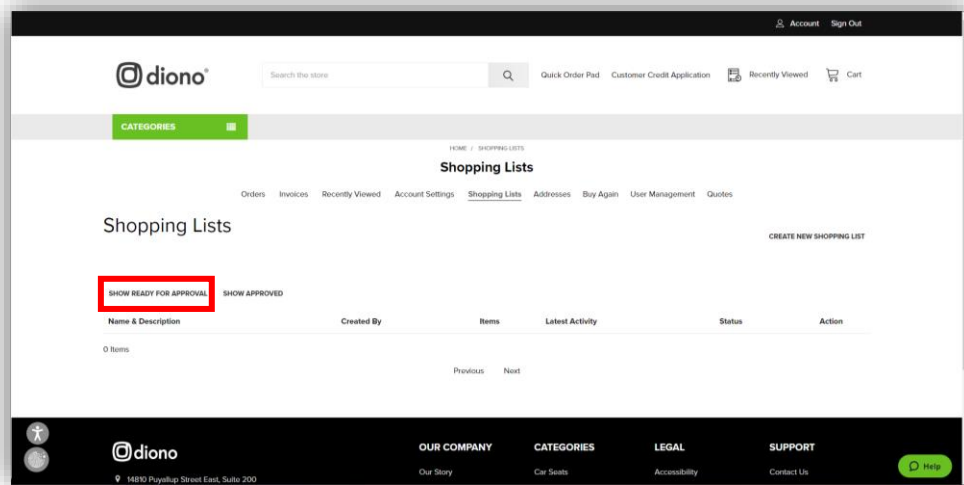 Account Sign Out
diono
Search the store
Quick Order Pad Customer Credit Application Recently Viewed Cart
CATEGORIES
HOME / SHOPPING LISTS
Shopping Lists
Orders Invoices Recently Viewed Account Settings Shopping Lists Addresses Buy Again User Management Quotes
Shopping Lists
CREATE NEW SHOPPING LIST
SHOW READY FOR APPROVAL SHOW APPROVED
Name & Description Created By Items Latest Activity Status Action
0 Items
Previous Next
diono OUR COMPANY CATEGORIES LEGAL SUPPORT
Our Story Car Seats Accessibility Contact Us
14810 Puyallup Street East, Suite 200
Help